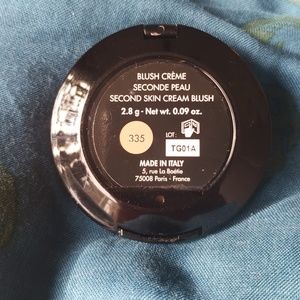 BLUSH CRÈME
SECONDE PEAU
SECOND SKIN CREAM BLUSH
2.8 g - Net wt. 0.09 oz.
335
LOT:
TG01A
MADE IN ITALY
5, rue La Boétie
75008 Paris - France